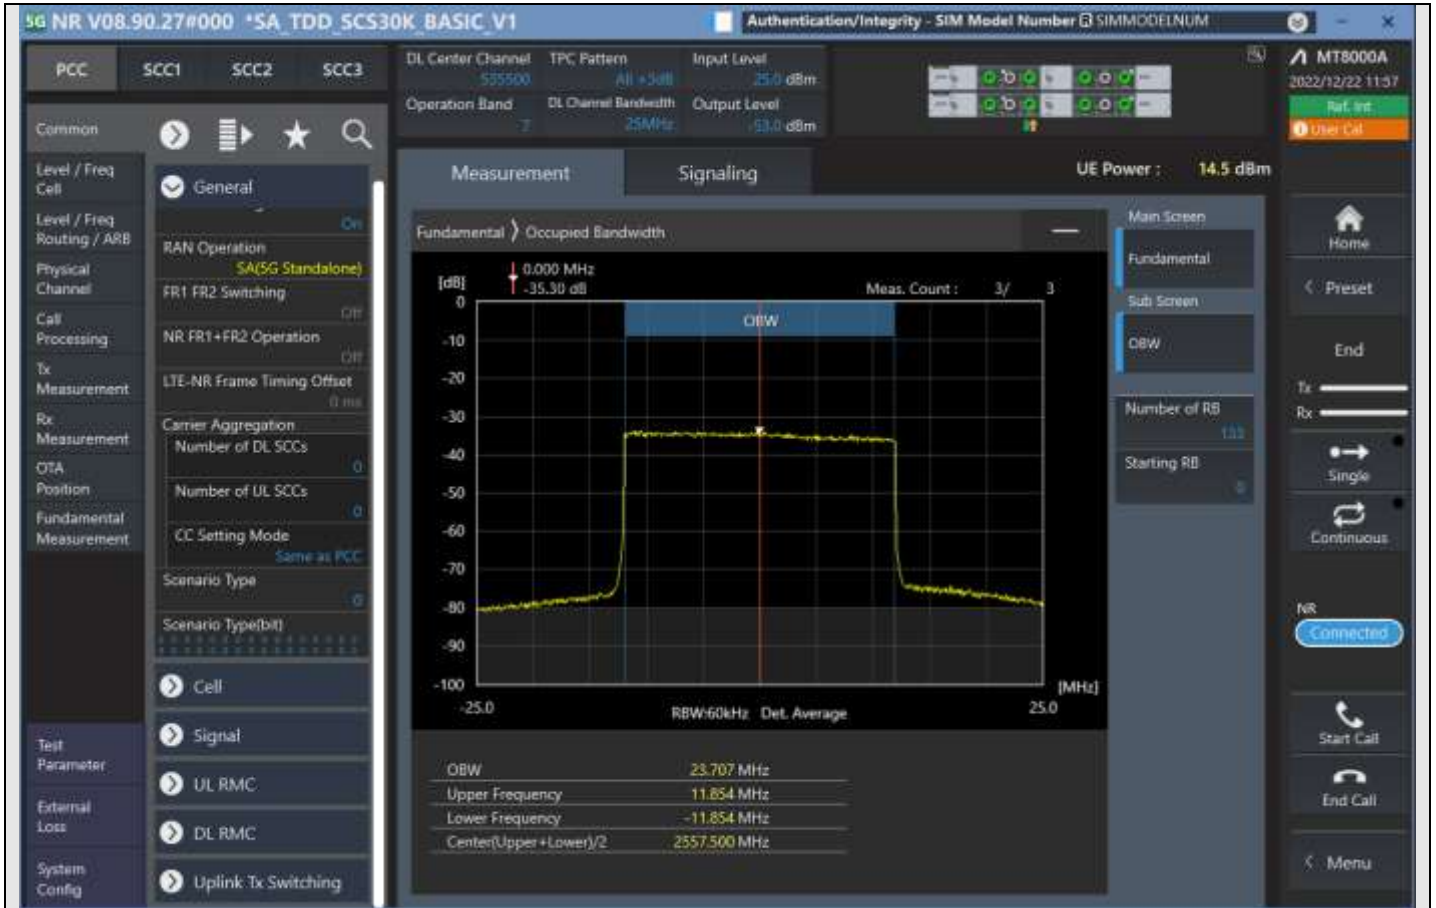 5G NR V08.90.27#000 *SA_TDD_SCS30K_BASIC_V1
Authentication/Integrity - SIM Model Number SIMMODELNUM
PCC SCC1 SCC2 SCC3
DL Center Channel
535500
TPC Pattern
All +3dB
Input Level
25.0 dBm
Operation Band
7
DL Channel Bandwidth
25MHz
Output Level
-53.0 dBm
MT8000A
2022/12/22 11:57
Ref. Int
User Cal
Common
Level / Freq
Cell
Level / Freq
Routing / ARB
Physical
Channel
Call
Processing
Tx
Measurement
Rx
Measurement
OTA
Position
Fundamental
Measurement
Test
Parameter
External
Loss
System
Config
General
On
RAN Operation
SA(5G Standalone)
FR1 FR2 Switching
Off
NR FR1+FR2 Operation
Off
LTE-NR Frame Timing Offset
0 ms
Carrier Aggregation
Number of DL SCCs
0
Number of UL SCCs
0
CC Setting Mode
Same as PCC
Scenario Type
0
Scenario Type(bit)
Cell
Signal
UL RMC
DL RMC
Uplink Tx Switching
Measurement
Signaling
UE Power : 14.5 dBm
Fundamental Occupied Bandwidth
[dB]
0.000 MHz
-35.30 dB
Meas. Count : 3/ 3
OBW
0
-10
-20
-30
-40
-50
-60
-70
-80
-90
-100
[MHz]
-25.0
RBW:60kHz Det. Average
25.0
OBW 23.707 MHz
Upper Frequency 11.854 MHz
Lower Frequency -11.854 MHz
Center(Upper+Lower)/2 2557.500 MHz
Main Screen
Fundamental
Sub Screen
OBW
Number of RB
133
Starting RB
0
Home
Preset
End
Tx
Rx
Single
Continuous
NR
Connected
Start Call
End Call
Menu